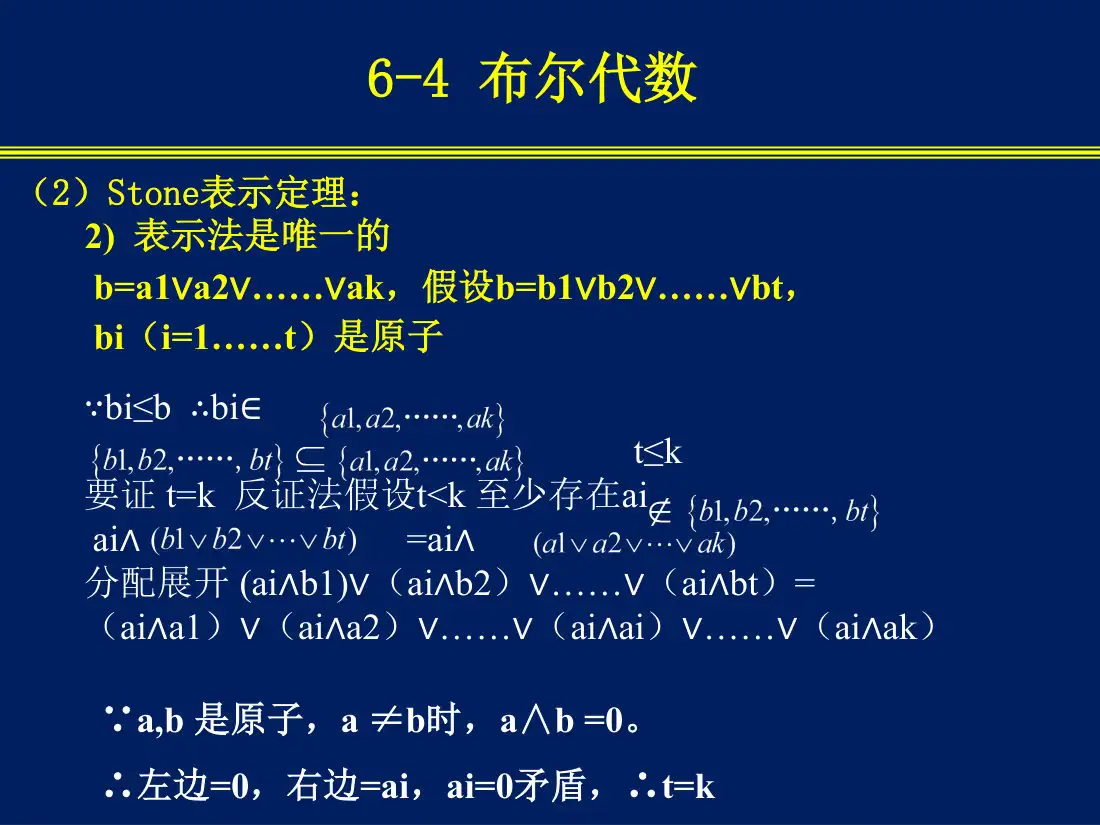 6-4 布尔代数
（2）Stone表示定理：
2) 表示法是唯一的
b=a1∨a2∨……∨ak，假设b=b1∨b2∨……∨bt，
bi（i=1……t）是原子
∵bi≤b ∴bi∈ {a1,a2,⋯⋯,ak}
{b1,b2,⋯⋯,bt} ⊆ {a1,a2,⋯⋯,ak} t≤k
要证 t=k 反证法假设t<k 至少存在ai∉ {b1,b2,⋯⋯,bt}
ai∧ (b1∨b2∨⋯∨bt) =ai∧ (a1∨a2∨⋯∨ak)
分配展开 (ai∧b1)∨（ai∧b2）∨……∨（ai∧bt）=
（ai∧a1）∨（ai∧a2）∨……∨（ai∧ai）∨……∨（ai∧ak）
∵a,b 是原子，a ≠b时，a∧b =0。
∴左边=0，右边=ai，ai=0矛盾，∴t=k